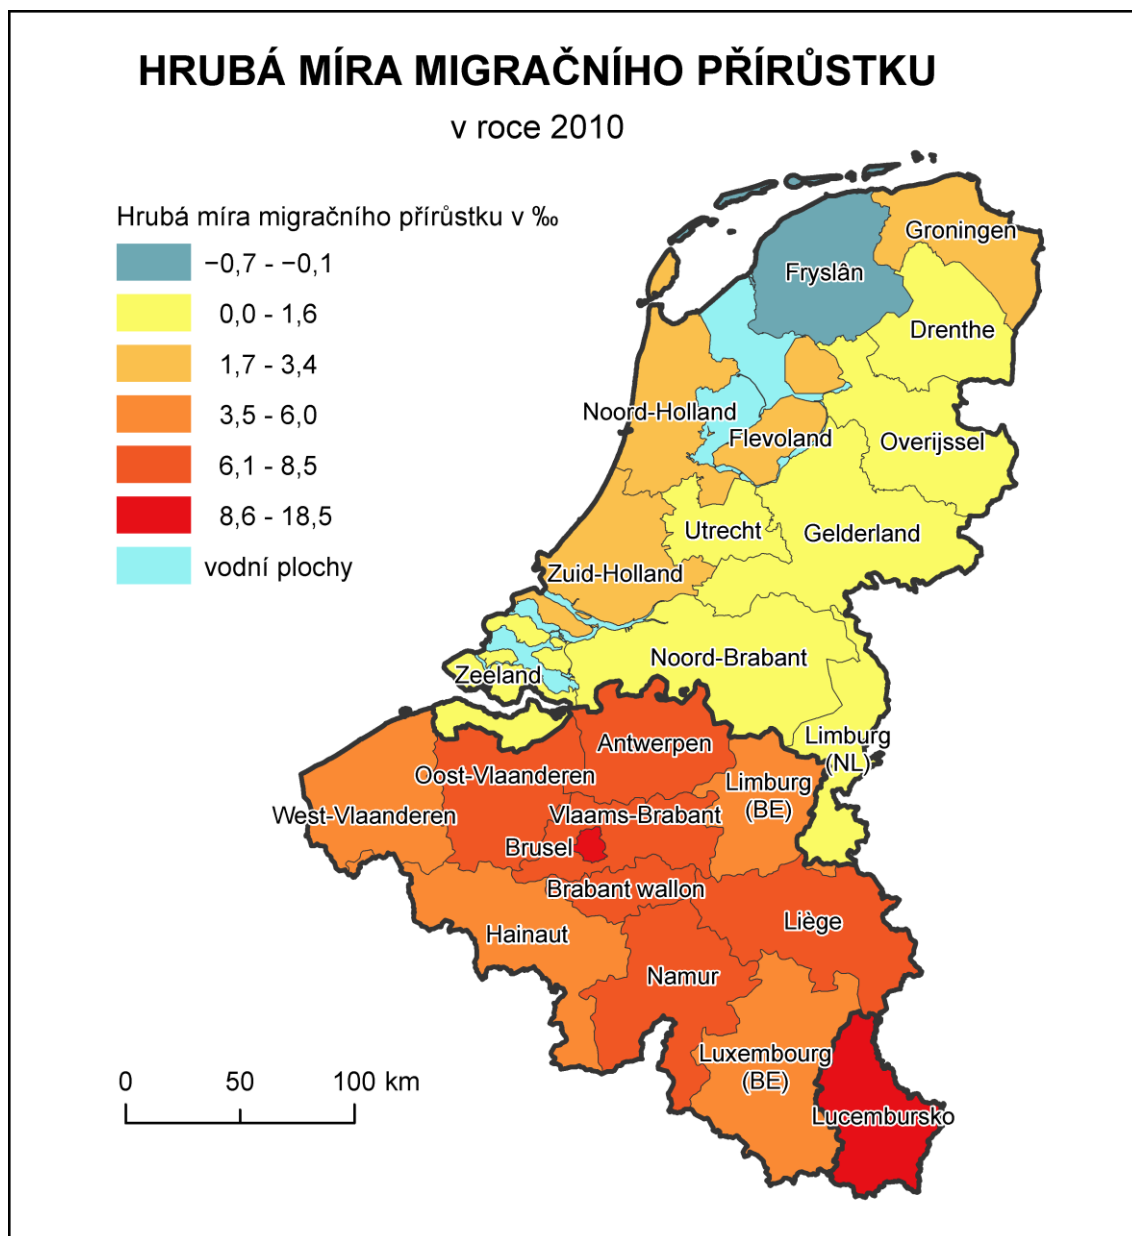 HRUBÁ MÍRA MIGRAČNÍHO PŘÍRŮSTKU
v roce 2010
Hrubá míra migračního přírůstku v ‰
−0,7 - −0,1
0,0 - 1,6
1,7 - 3,4
3,5 - 6,0
6,1 - 8,5
8,6 - 18,5
vodní plochy
Groningen
Fryslân
Drenthe
Noord-Holland
Flevoland
Overijssel
Utrecht
Gelderland
Zuid-Holland
Noord-Brabant
Zeeland
Limburg
(NL)
Antwerpen
Oost-Vlaanderen
Limburg
(BE)
West-Vlaanderen
Vlaams-Brabant
Brusel
Brabant wallon
Liège
Hainaut
Namur
Luxembourg
(BE)
Lucembursko
0 50 100 km